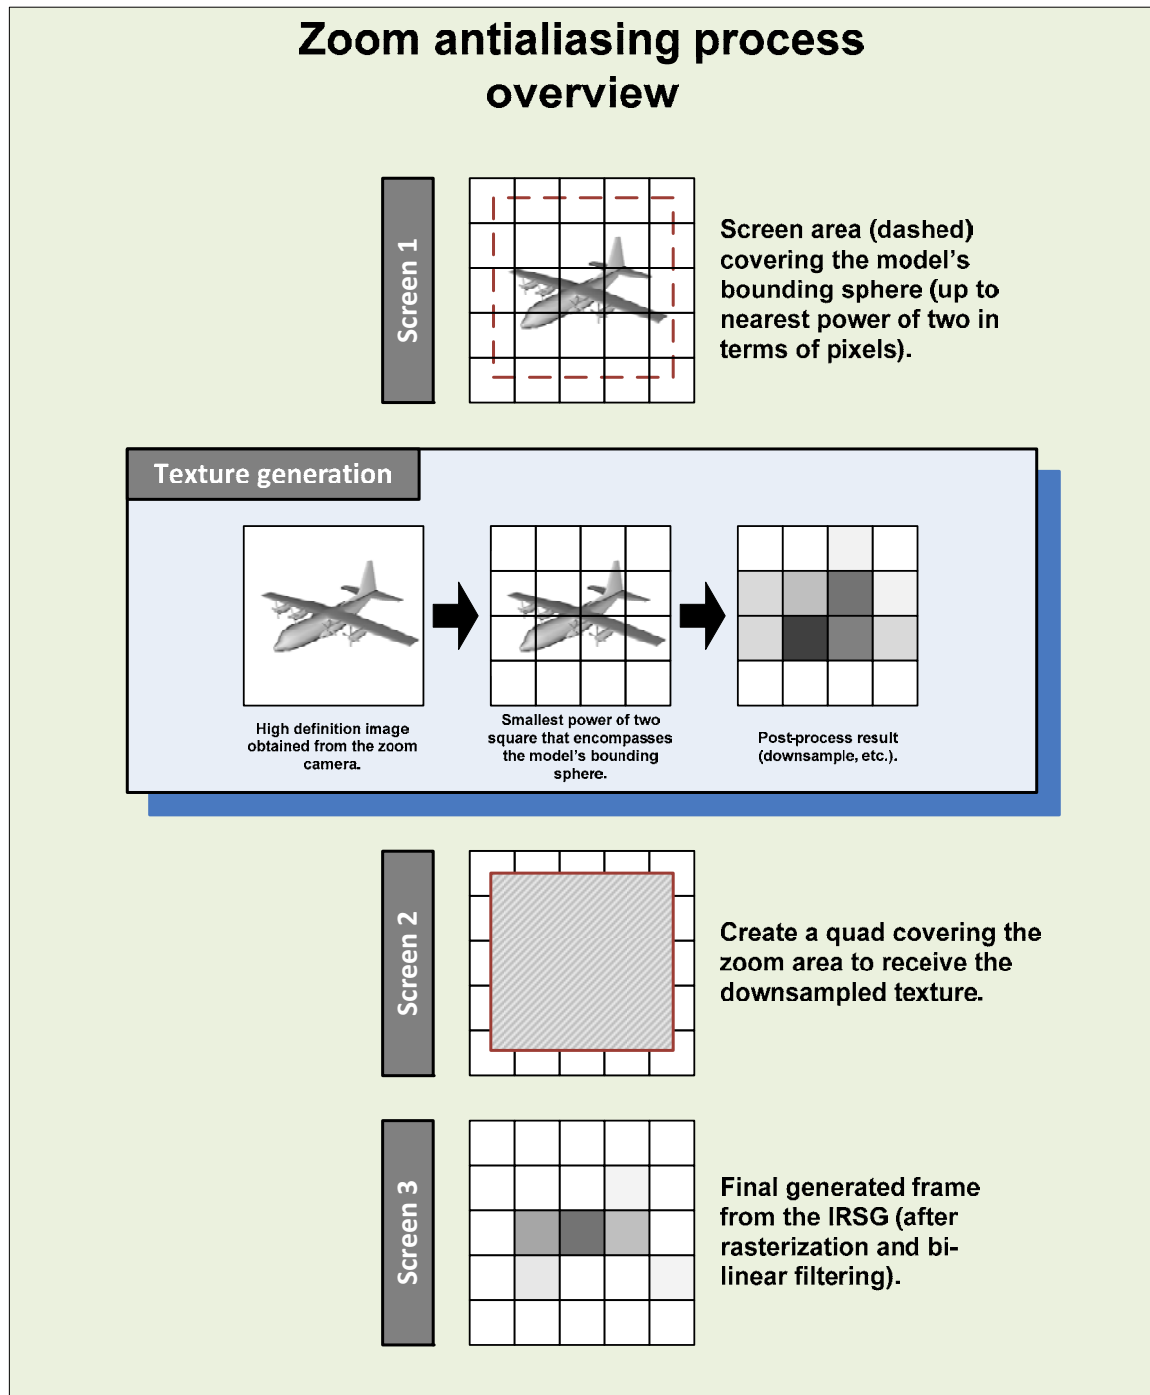 Zoom antialiasing process
overview
Screen 1
Screen area (dashed)
covering the model's
bounding sphere (up to
nearest power of two in
terms of pixels).
Texture generation
High definition image
obtained from the zoom
camera.
Smallest power of two
square that encompasses
the model's bounding
sphere.
Post-process result
(downsample, etc.).
Screen 2
Create a quad covering the
zoom area to receive the
downsampled texture.
Screen 3
Final generated frame
from the IRSG (after
rasterization and bi-
linear filtering).